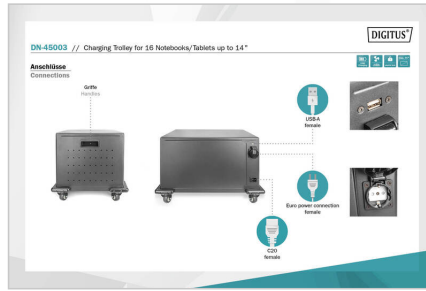 DIGITUS®
DN-45003 // Charging Trolley for 16 Notebooks/Tablets up to 14"
Anschlüsse
Connections
Griffe
Handles
USB-A
female
Euro power connection
female
C20
female